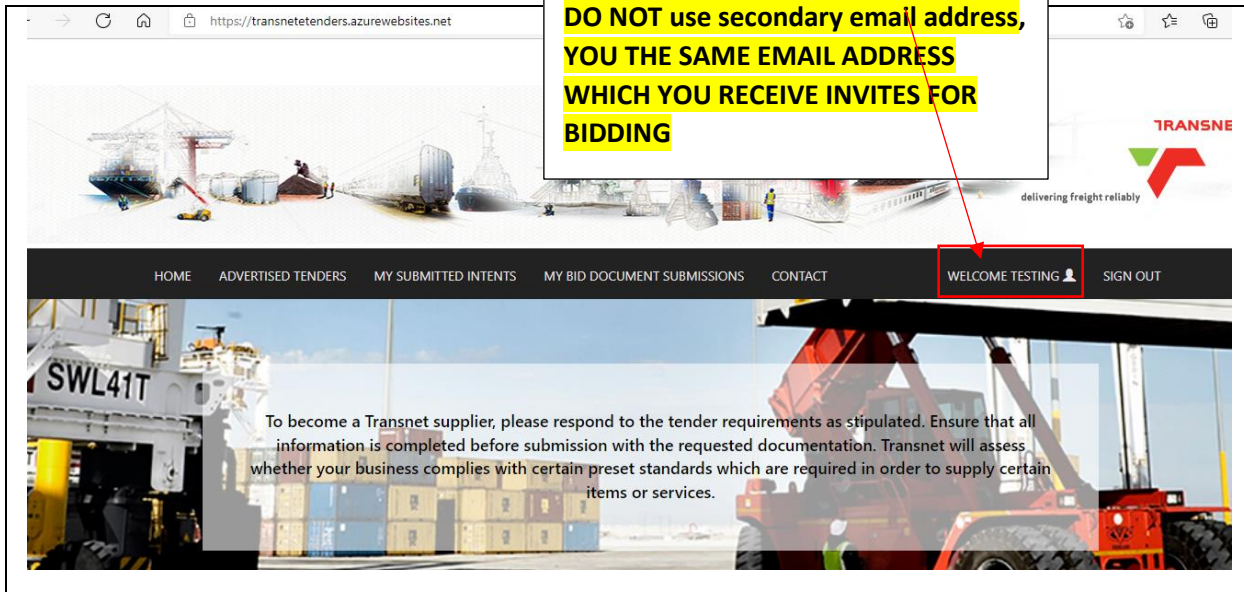 https://transnetetenders.azurewebsites.net
DO NOT use secondary email address,
YOU THE SAME EMAIL ADDRESS
WHICH YOU RECEIVE INVITES FOR
BIDDING
TRANSNE
delivering freight reliably
HOME ADVERTISED TENDERS MY SUBMITTED INTENTS MY BID DOCUMENT SUBMISSIONS CONTACT WELCOME TESTING SIGN OUT
SWL41T
To become a Transnet supplier, please respond to the tender requirements as stipulated. Ensure that all
information is completed before submission with the requested documentation. Transnet will assess
whether your business complies with certain preset standards which are required in order to supply certain
items or services.